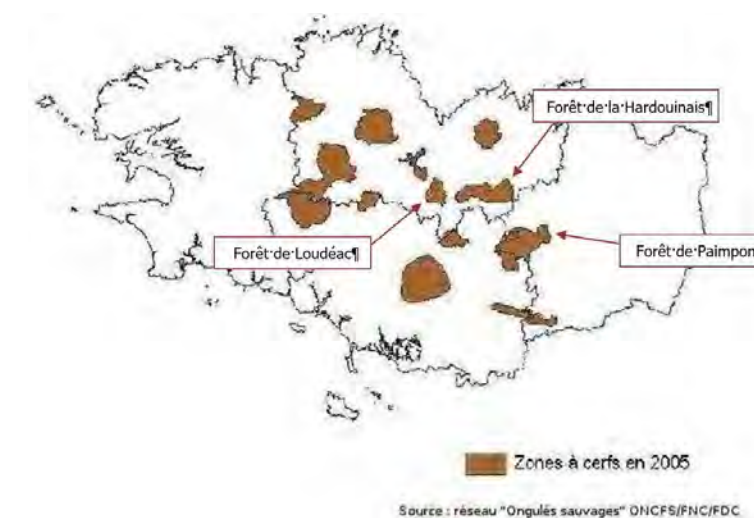 Forêt·de·la·Hardouinais¶
Forêt·de·Loudéac¶
Forêt·de·Paimpon
Zones à cerfs en 2005
Source : réseau "Ongulés sauvages" ONCFS/FNC/FDC